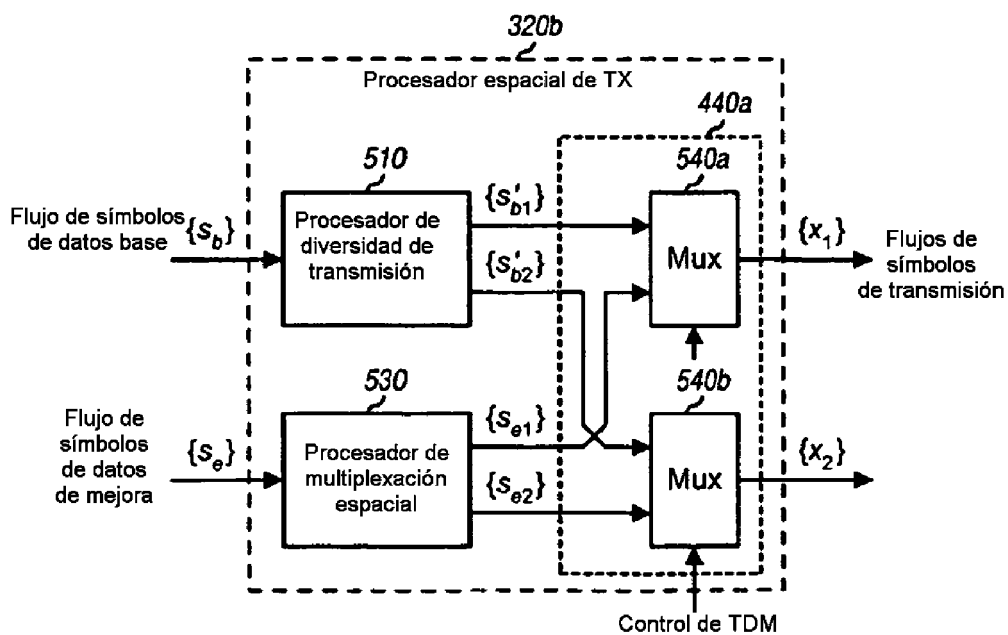 320b
Procesador espacial de TX
440a
510
540a
Flujo de símbolos
de datos base
{s_b}
Procesador de
diversidad de
transmisión
{s'_b1}
{s'_b2}
Mux
{x_1}
Flujos de
símbolos
de transmisión
530
540b
Flujo de
símbolos
de datos
de mejora
{s_e}
Procesador de
multiplexación
espacial
{s_e1}
{s_e2}
Mux
{x_2}
Control de TDM